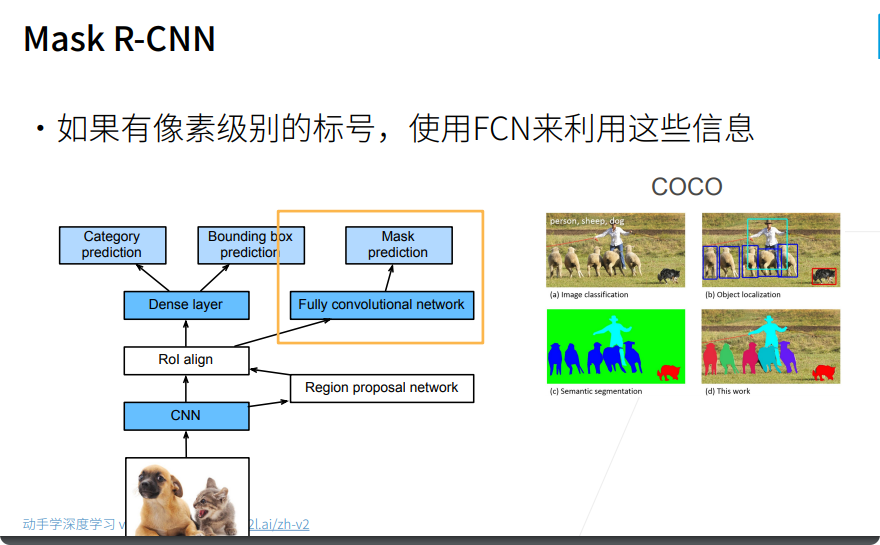 Mask R-CNN
• 如果有像素级别的标号，使用FCN来利用这些信息
COCO
Category
prediction
Bounding box
prediction
Mask
prediction
Dense layer
Fully convolutional network
RoI align
Region proposal network
CNN
person, sheep, dog
(a) Image classification
(b) Object localization
(c) Semantic segmentation
(d) This work
动手学深度学习 v
2l.ai/zh-v2